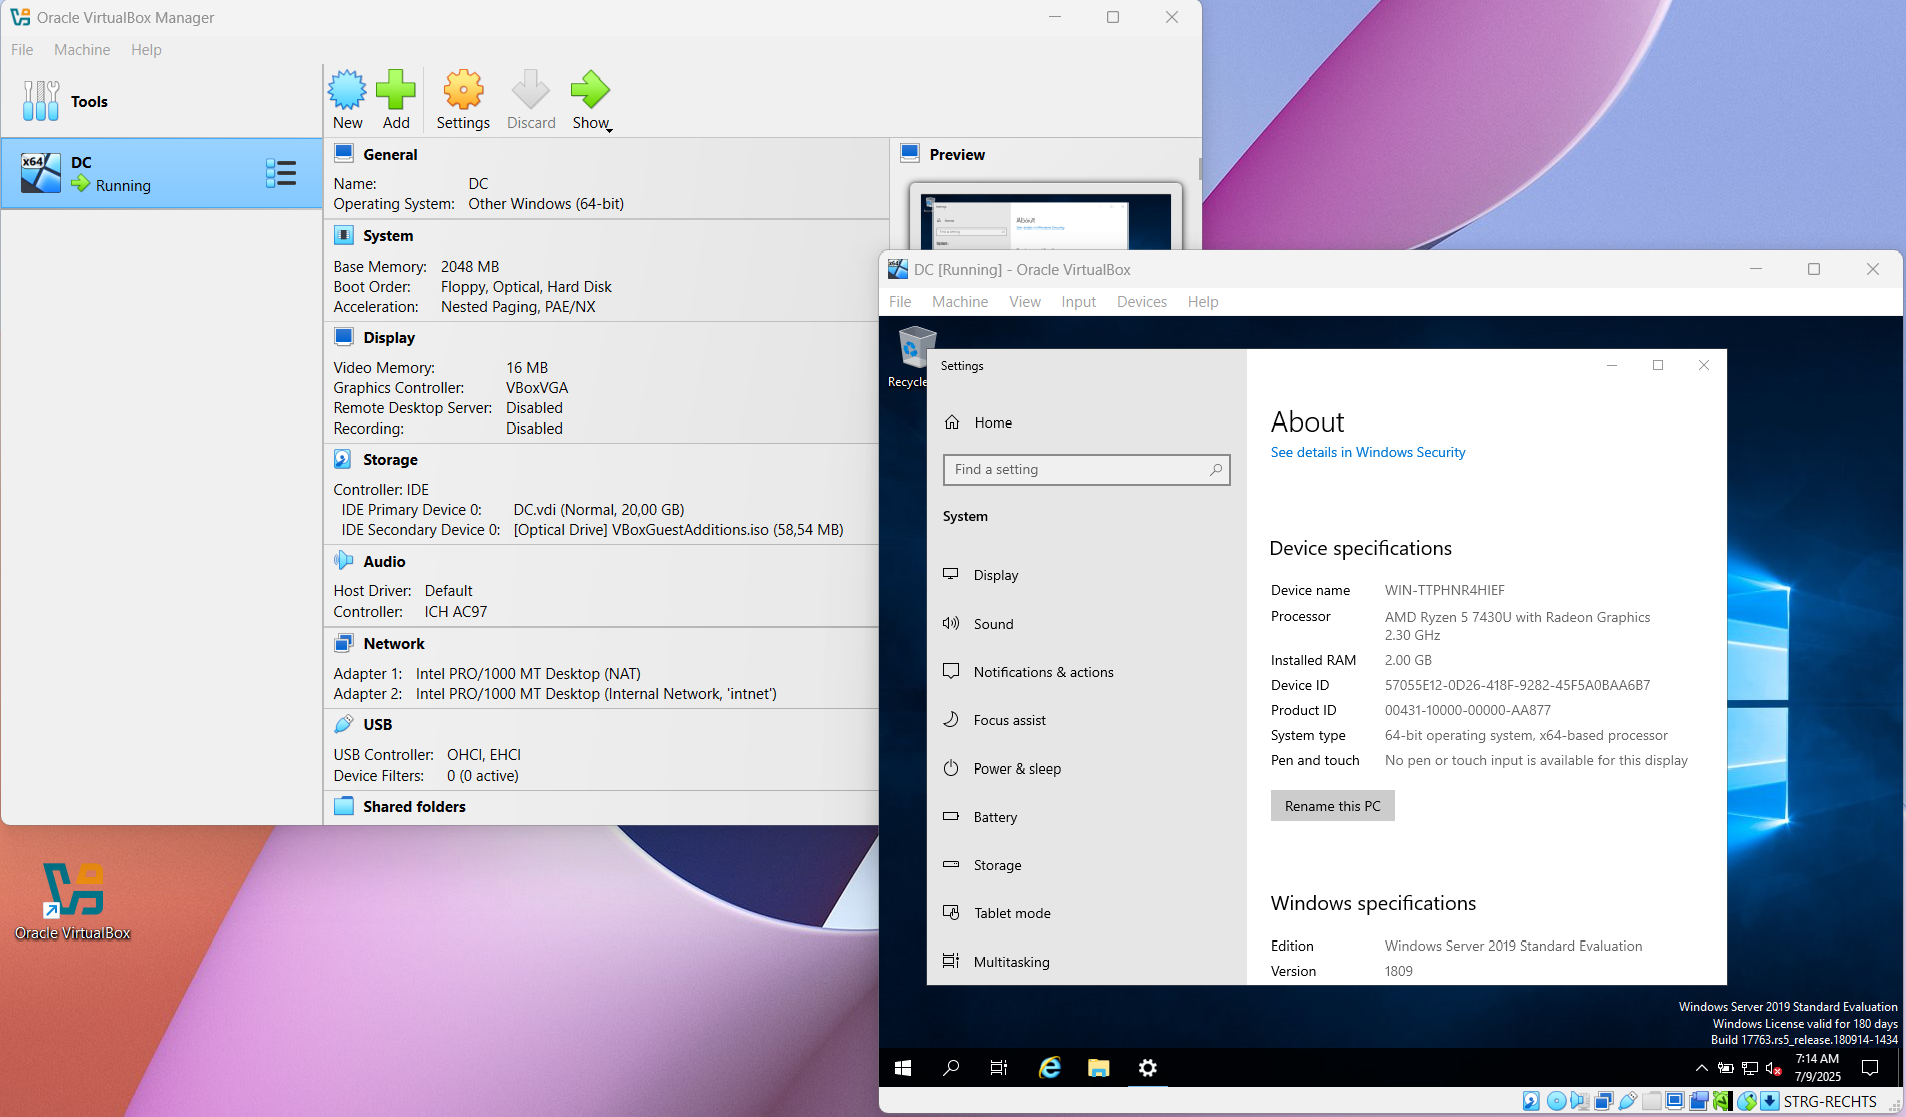 Oracle VirtualBox Manager
File Machine Help
Tools
New Add Settings Discard Show
x64 DC
Running
General
Name: DC
Operating System: Other Windows (64-bit)
System
Base Memory: 2048 MB
Boot Order: Floppy, Optical, Hard Disk
Acceleration: Nested Paging, PAE/NX
Display
Video Memory: 16 MB
Graphics Controller: VBoxVGA
Remote Desktop Server: Disabled
Recording: Disabled
Storage
Controller: IDE
IDE Primary Device 0: DC.vdi (Normal, 20,00 GB)
IDE Secondary Device 0: [Optical Drive] VBoxGuestAdditions.iso (58,54 MB)
Audio
Host Driver: Default
Controller: ICH AC97
Network
Adapter 1: Intel PRO/1000 MT Desktop (NAT)
Adapter 2: Intel PRO/1000 MT Desktop (Internal Network, 'intnet')
USB
USB Controller: OHCI, EHCI
Device Filters: 0 (0 active)
Shared folders
Preview
Oracle VirtualBox
DC [Running] - Oracle VirtualBox
File Machine View Input Devices Help
Recycle
Settings
Home
Find a setting
System
Display
Sound
Notifications & actions
Focus assist
Power & sleep
Battery
Storage
Tablet mode
Multitasking
About
See details in Windows Security
Device specifications
Device name WIN-TTPHNR4HIEF
Processor AMD Ryzen 5 7430U with Radeon Graphics
2.30 GHz
Installed RAM 2.00 GB
Device ID 57055E12-0D26-418F-9282-45F5A0BAA6B7
Product ID 00431-10000-00000-AA877
System type 64-bit operating system, x64-based processor
Pen and touch No pen or touch input is available for this display
Rename this PC
Windows specifications
Edition Windows Server 2019 Standard Evaluation
Version 1809
Windows Server 2019 Standard Evaluation
Windows License valid for 180 days
Build 17763.rs5_release.180914-1434
7:14 AM
7/9/2025
STRG-RECHTS